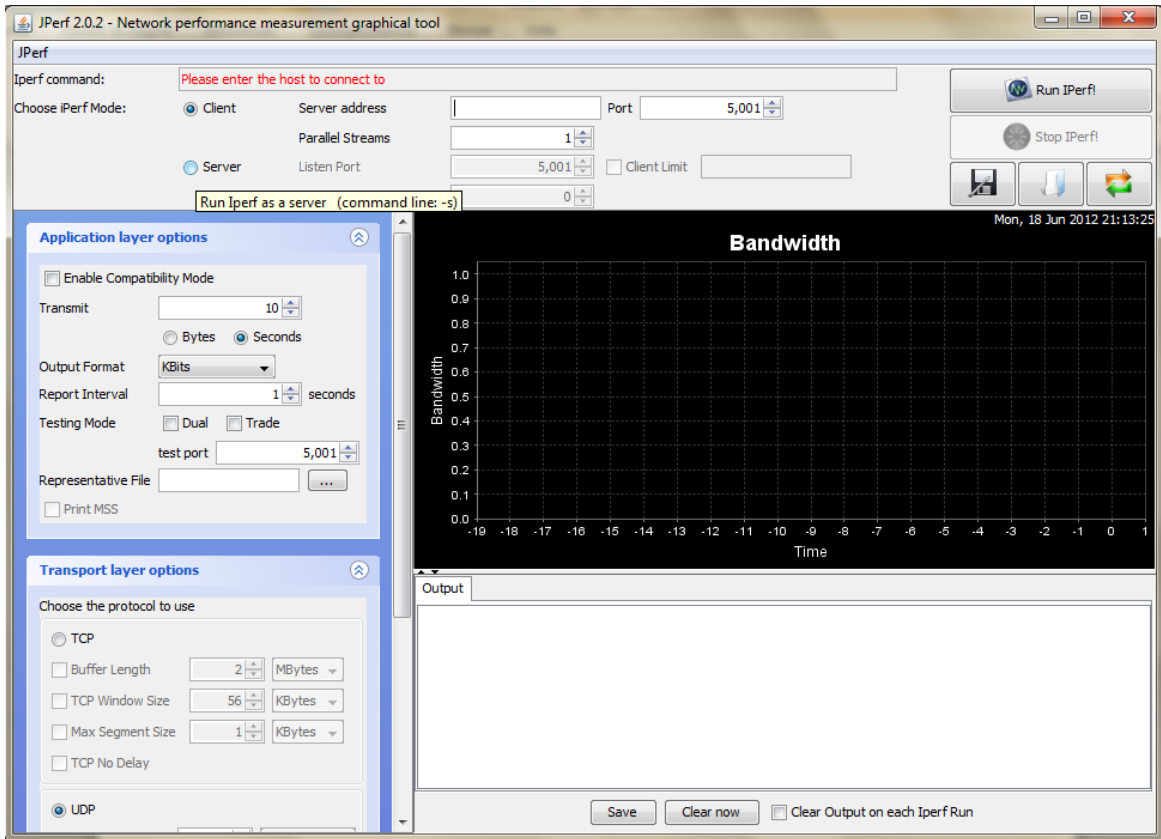 JPerf 2.0.2 - Network performance measurement graphical tool
JPerf
Iperf command:
Please enter the host to connect to
Run IPerf!
Choose iPerf Mode:
Client
Server address
Port
5,001
Parallel Streams
1
Stop IPerf!
Server
Listen Port
5,001
Client Limit
Run Iperf as a server (command line: -s)
0
Application layer options
Enable Compatibility Mode
Transmit
10
Bytes
Seconds
Output Format
KBits
Report Interval
1
seconds
Testing Mode
Dual
Trade
test port
5,001
Representative File
...
Print MSS
Transport layer options
Choose the protocol to use
TCP
Buffer Length
2
MBytes
TCP Window Size
56
KBytes
Max Segment Size
1
KBytes
TCP No Delay
UDP
Mon, 18 Jun 2012 21:13:25
Bandwidth
Bandwidth
1.0
0.9
0.8
0.7
0.6
0.5
0.4
0.3
0.2
0.1
0.0
-19 -18 -17 -16 -15 -14 -13 -12 -11 -10 -9 -8 -7 -6 -5 -4 -3 -2 -1 0 1
Time
Output
Save
Clear now
Clear Output on each Iperf Run